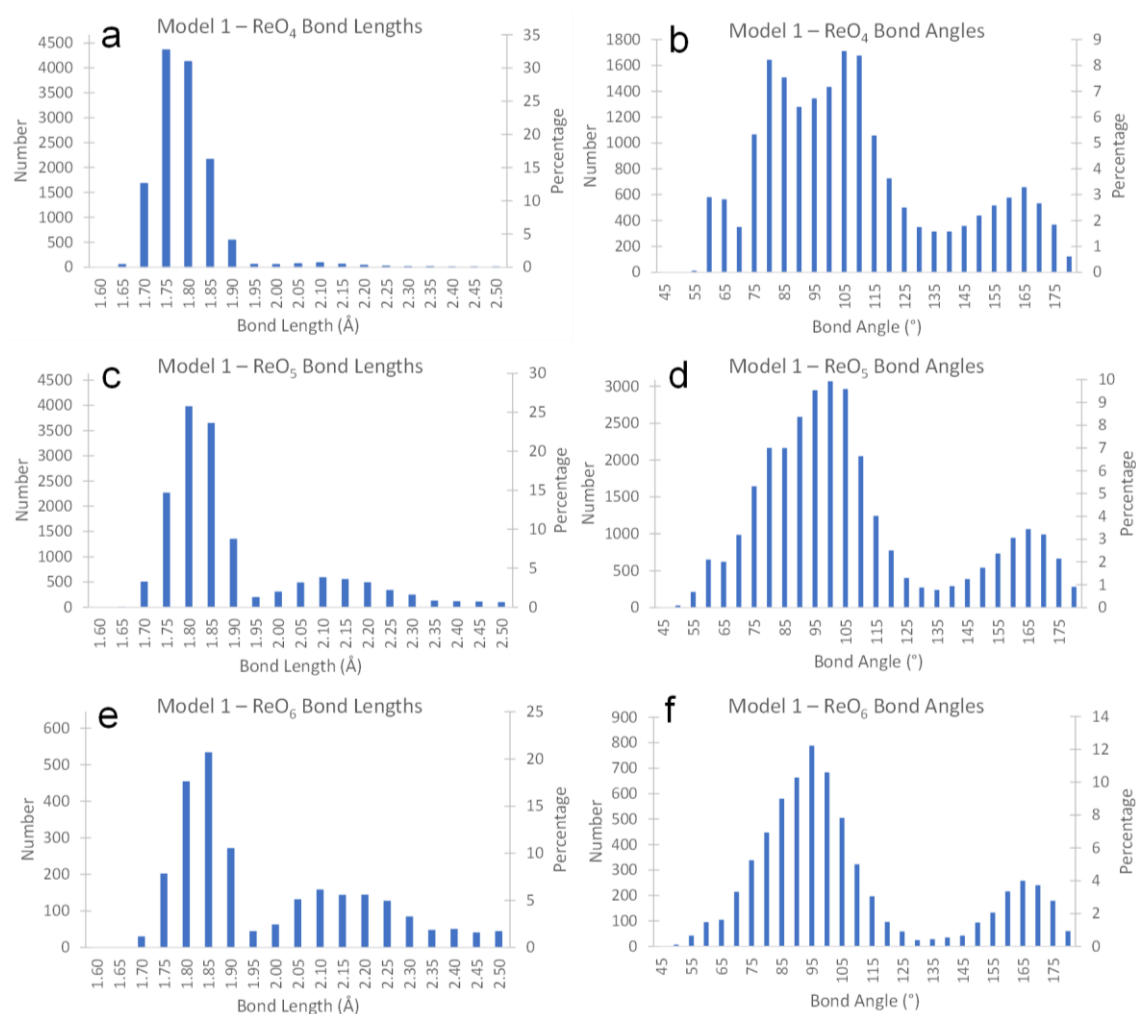 a
Model 1 – ReO₄ Bond Lengths
4500
4000
3500
3000
2500
2000
1500
1000
500
0
Number
35
30
25
20
15
10
5
0
Percentage
1.60 1.65 1.70 1.75 1.80 1.85 1.90 1.95 2.00 2.05 2.10 2.15 2.20 2.25 2.30 2.35 2.40 2.45 2.50
Bond Length (Å)
b
Model 1 – ReO₄ Bond Angles
1800
1600
1400
1200
1000
800
600
400
200
0
Number
9
8
7
6
5
4
3
2
1
0
Percentage
45 55 65 75 85 95 105 115 125 135 145 155 165 175
Bond Angle (°)
c
Model 1 – ReO₅ Bond Lengths
4500
4000
3500
3000
2500
2000
1500
1000
500
0
Number
30
25
20
15
10
5
0
Percentage
1.60 1.65 1.70 1.75 1.80 1.85 1.90 1.95 2.00 2.05 2.10 2.15 2.20 2.25 2.30 2.35 2.40 2.45 2.50
Bond Length (Å)
d
Model 1 – ReO₅ Bond Angles
3000
2500
2000
1500
1000
500
0
Number
10
9
8
7
6
5
4
3
2
1
0
Percentage
45 55 65 75 85 95 105 115 125 135 145 155 165 175
Bond Angle (°)
e
Model 1 – ReO₆ Bond Lengths
600
500
400
300
200
100
0
Number
25
20
15
10
5
0
Percentage
1.60 1.65 1.70 1.75 1.80 1.85 1.90 1.95 2.00 2.05 2.10 2.15 2.20 2.25 2.30 2.35 2.40 2.45 2.50
Bond Length (Å)
f
Model 1 – ReO₆ Bond Angles
900
800
700
600
500
400
300
200
100
0
Number
14
12
10
8
6
4
2
0
Percentage
45 55 65 75 85 95 105 115 125 135 145 155 165 175
Bond Angle (°)